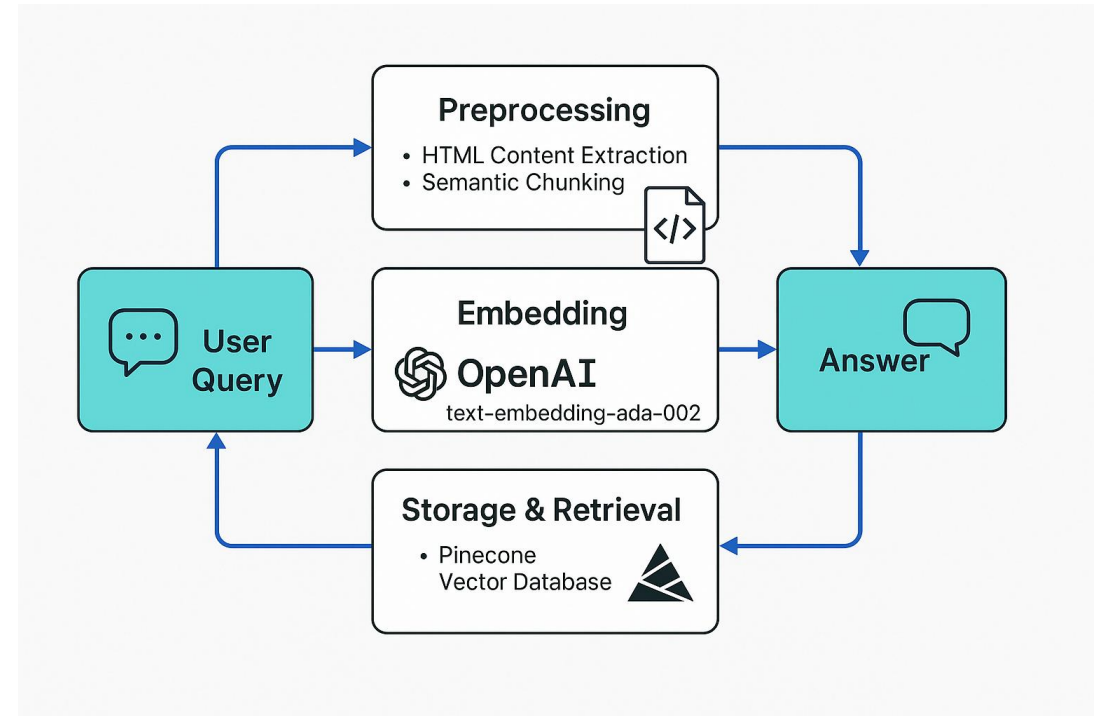 Preprocessing
• HTML Content Extraction
• Semantic Chunking
</>
User
Query
Embedding
OpenAI
text-embedding-ada-002
Answer
Storage & Retrieval
• Pinecone
Vector Database